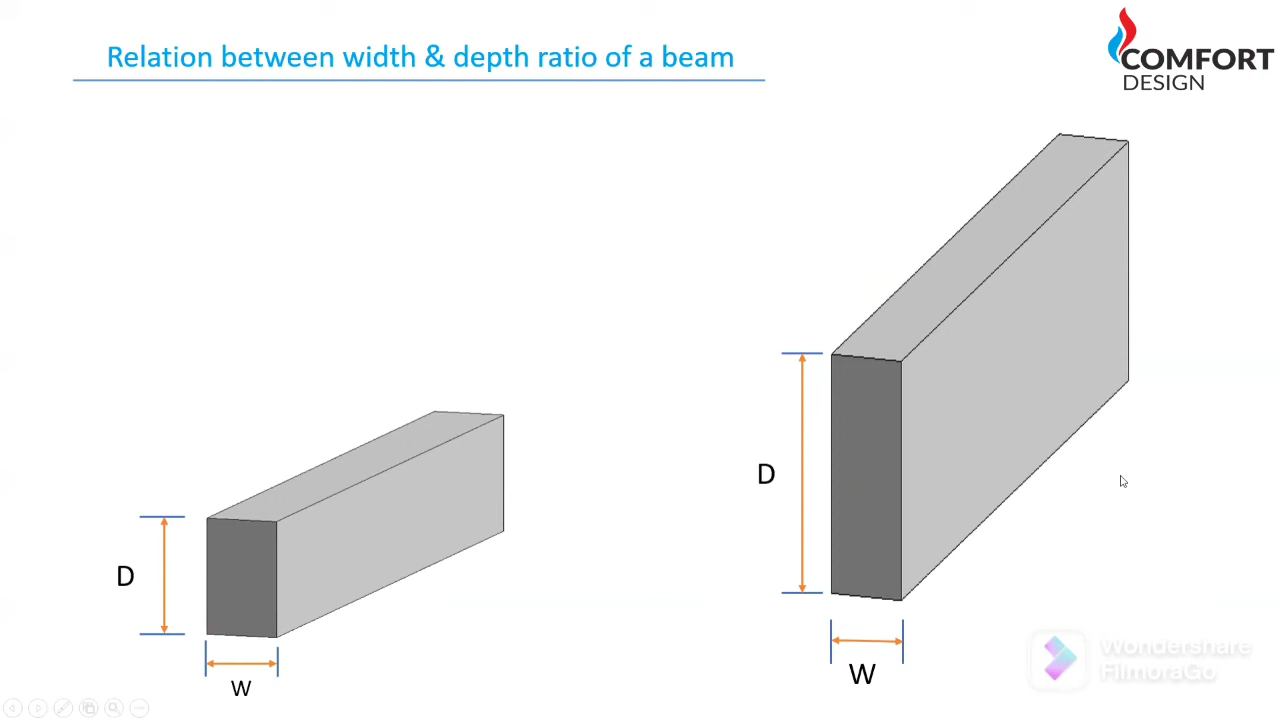 Relation between width & depth ratio of a beam
COMFORT
DESIGN
D
W
D
W
Wondershare
FilmoraGo